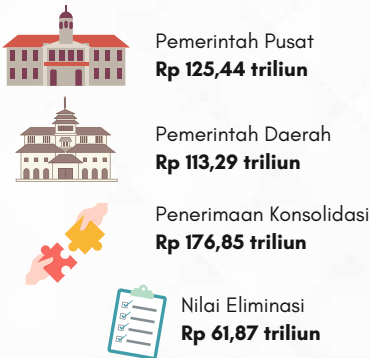 Pemerintah Pusat
Rp 125,44 triliun
Pemerintah Daerah
Rp 113,29 triliun
Penerimaan Konsolidasi
Rp 176,85 triliun
Nilai Eliminasi
Rp 61,87 triliun